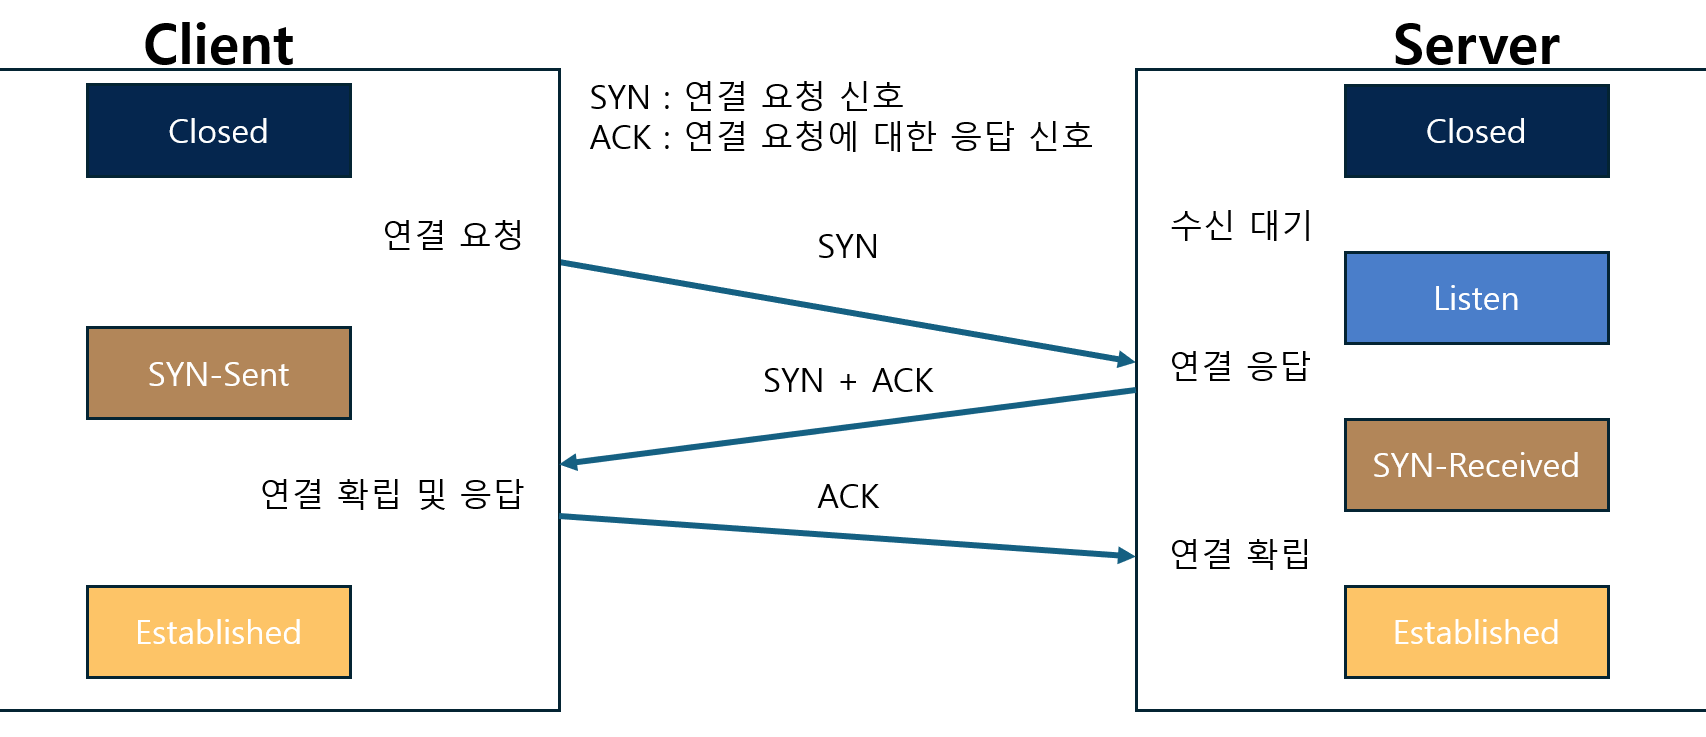 Client
Server
Closed
SYN : 연결 요청 신호
ACK : 연결 요청에 대한 응답 신호
Closed
연결 요청
SYN
수신 대기
Listen
SYN-Sent
SYN + ACK
연결 응답
SYN-Received
연결 확립 및 응답
ACK
연결 확립
Established
Established